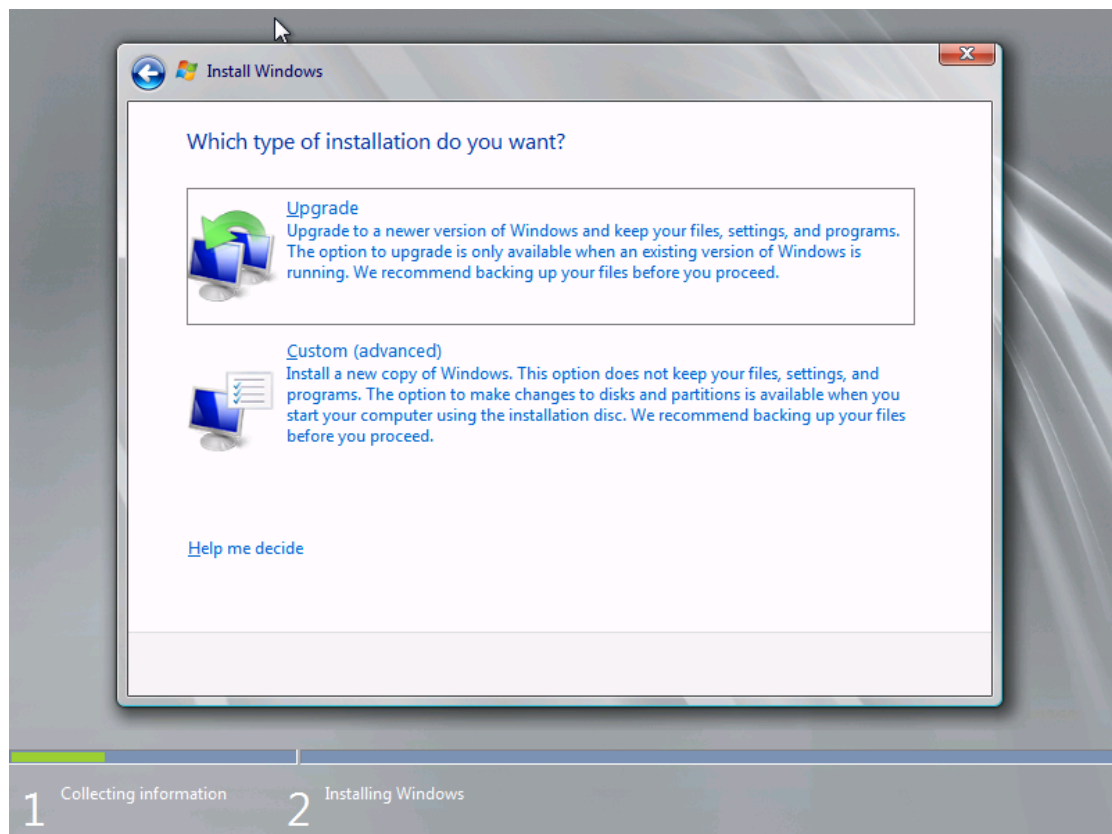 Install Windows
Which type of installation do you want?
Upgrade
Upgrade to a newer version of Windows and keep your files, settings, and programs.
The option to upgrade is only available when an existing version of Windows is
running. We recommend backing up your files before you proceed.
Custom (advanced)
Install a new copy of Windows. This option does not keep your files, settings, and
programs. The option to make changes to disks and partitions is available when you
start your computer using the installation disc. We recommend backing up your files
before you proceed.
Help me decide
1 Collecting information
2 Installing Windows